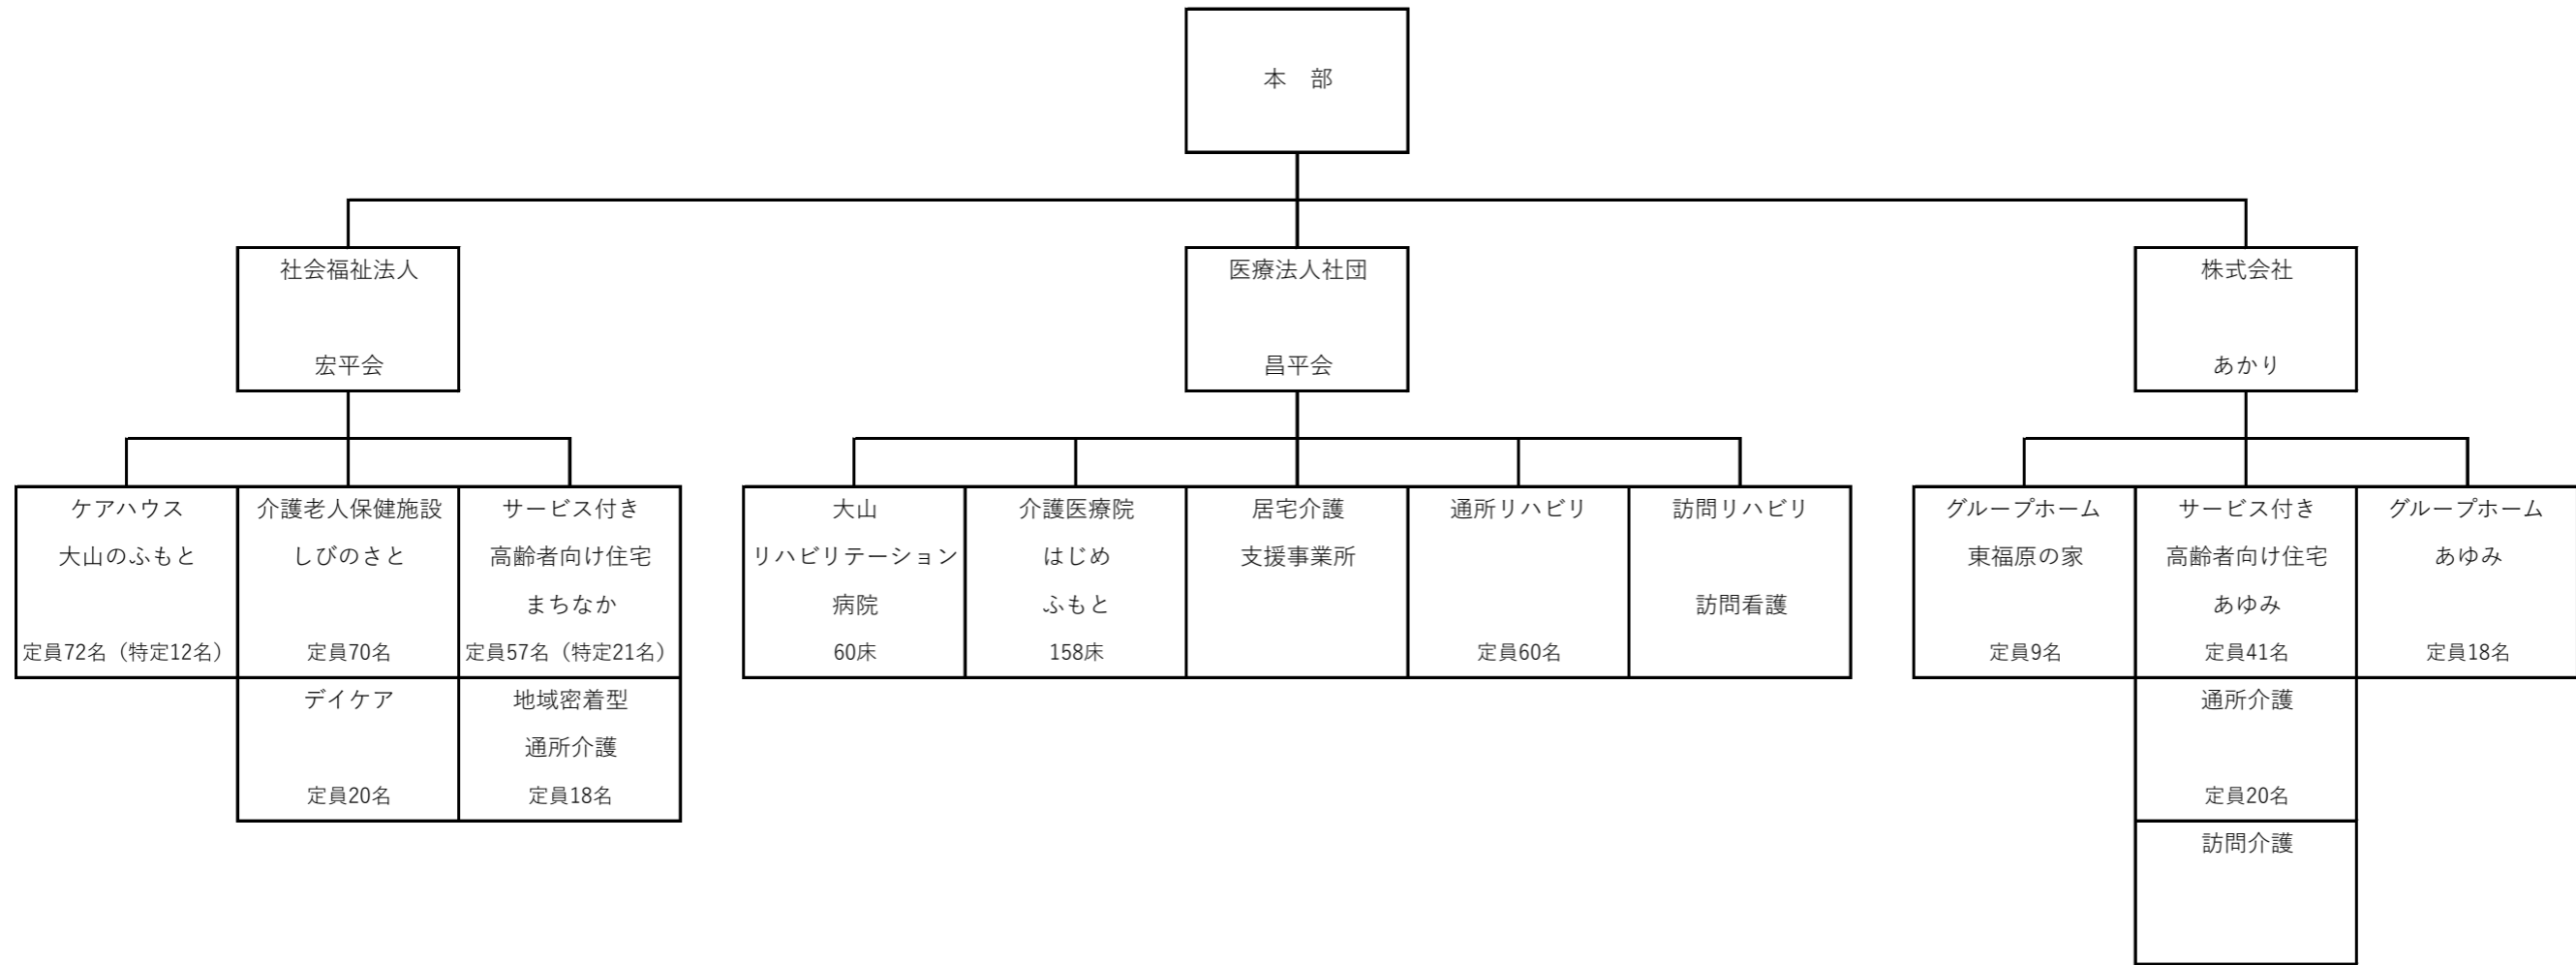 本　部
社会福祉法人
宏平会
医療法人社団
昌平会
株式会社
あかり
ケアハウス
大山のふもと
定員72名（特定12名）
介護老人保健施設
しびのさと
定員70名
サービス付き
高齢者向け住宅
まちなか
定員57名（特定21名）
デイケア
定員20名
地域密着型
通所介護
定員18名
大山
リハビリテーション
病院
60床
介護医療院
はじめ
ふもと
158床
居宅介護
支援事業所
通所リハビリ
定員60名
訪問リハビリ
訪問看護
グループホーム
東福原の家
定員9名
サービス付き
高齢者向け住宅
あゆみ
定員41名
グループホーム
あゆみ
定員18名
通所介護
定員20名
訪問介護